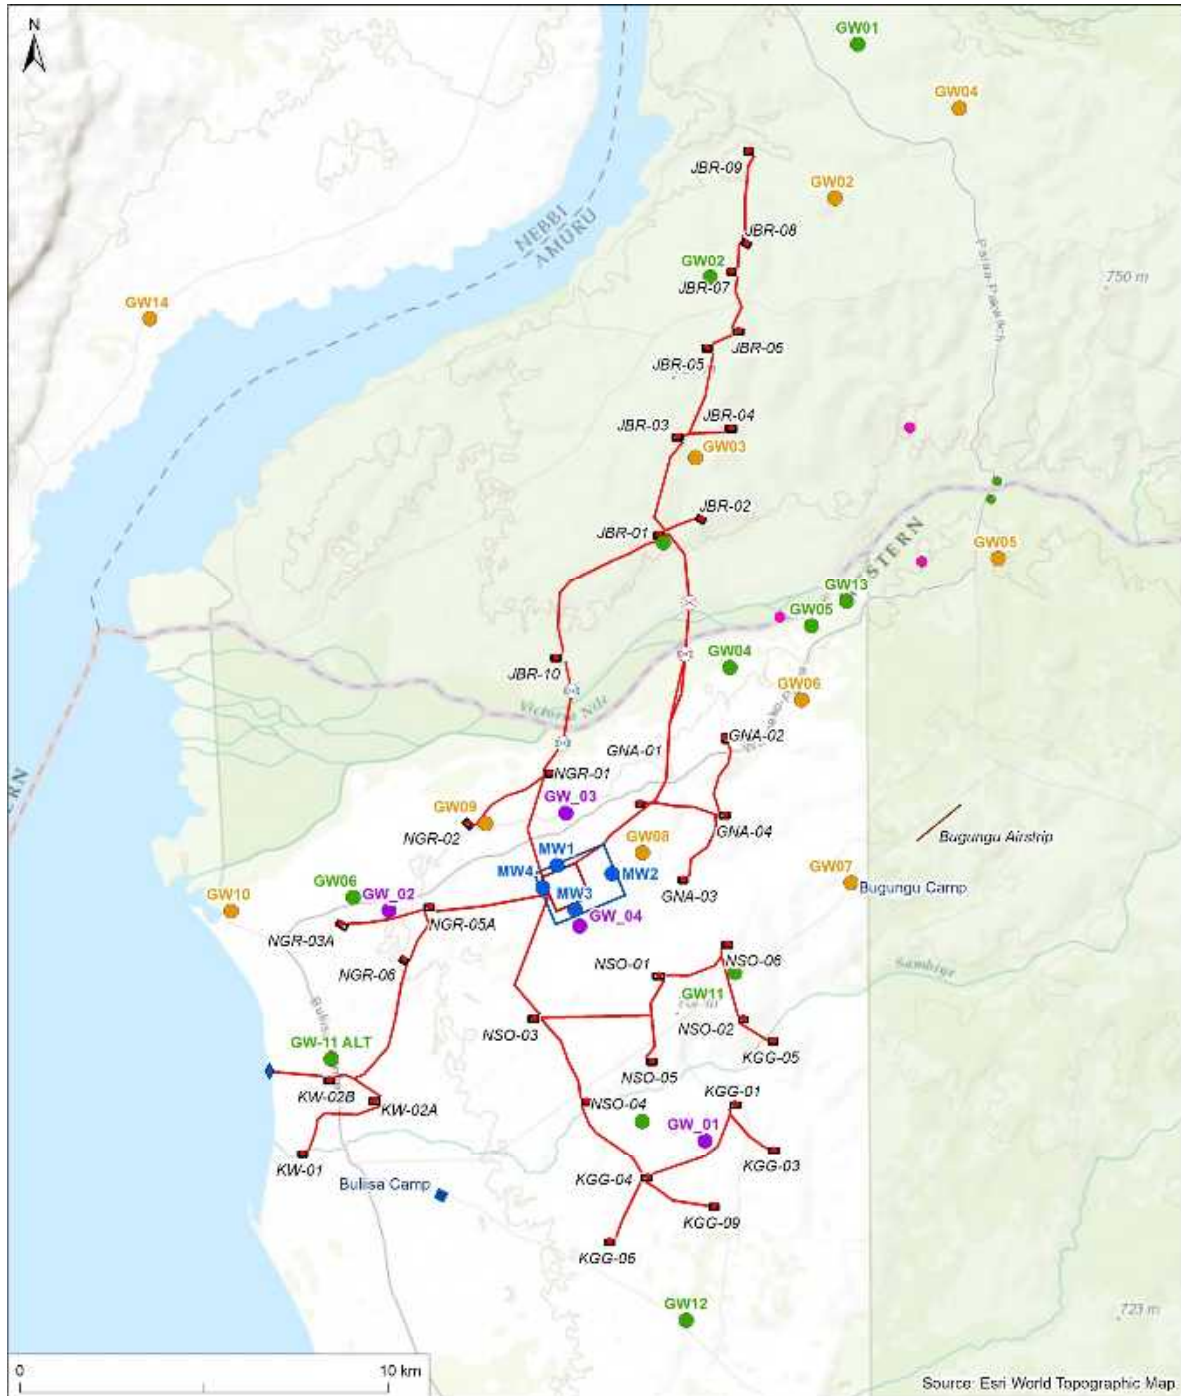 N
GW01
GW04
JBR-09
GW02
JBR-08
NEBBI
AMURU
GW02
JBR-07
750 m
GW14
JBR-06
JBR-05
JBR-04
JBR-03
GW03
JBR-02
JBR-01
GW05
GW13
GW05
GW04
JBR-10
GW06
Victoria Nile
GNA-02
GNA-01
NGR-01
GW_03
GW09
NGR-02
GNA-04
Bugungu Airstrip
GW08
MW1
MW4
MW2
GW07
Bugungu Camp
GW06
GW_02
MW3
GNA-03
GW10
GW_04
NGR-05A
NGR-03A
NGR-06
NSO-06
NSO-01
Sambiye
GW11
NSO-03
NSO-02
GW-11 ALT
KGG-05
NSO-05
KW-02B
KW-02A
NSO-04
KGG-01
GW_01
KW-01
KGG-03
Buliisa Camp
KGG-04
KGG-09
KGG-06
GW12
723 m
0
10 km
Source: Esri World Topographic Map